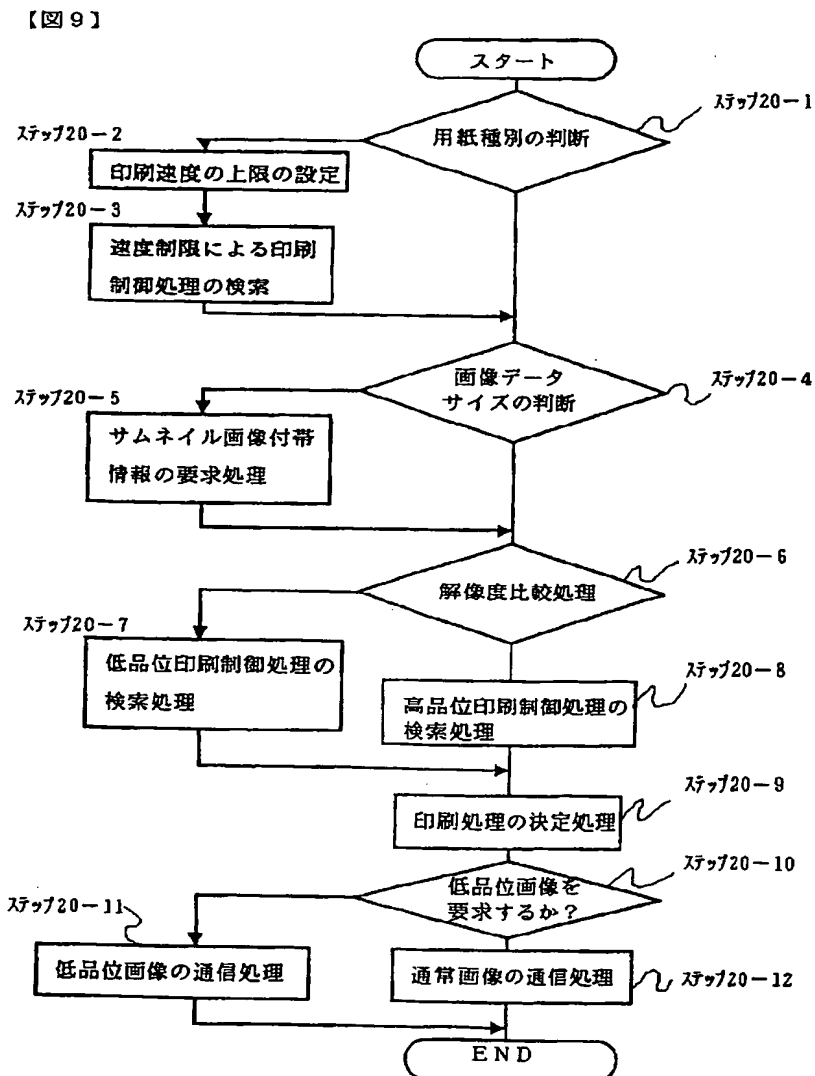 【図9】
スタート
ステップ20-1
用紙種別の判断
ステップ20-2
印刷速度の上限の設定
ステップ20-3
速度制限による印刷
制御処理の検索
ステップ20-4
画像データ
サイズの判断
ステップ20-5
サムネイル画像付帯
情報の要求処理
ステップ20-6
解像度比較処理
ステップ20-7
低品位印刷制御処理の
検索処理
ステップ20-8
高品位印刷制御処理の
検索処理
ステップ20-9
印刷処理の決定処理
ステップ20-10
低品位画像を
要求するか?
ステップ20-11
低品位画像の通信処理
通常画像の通信処理
ステップ20-12
END